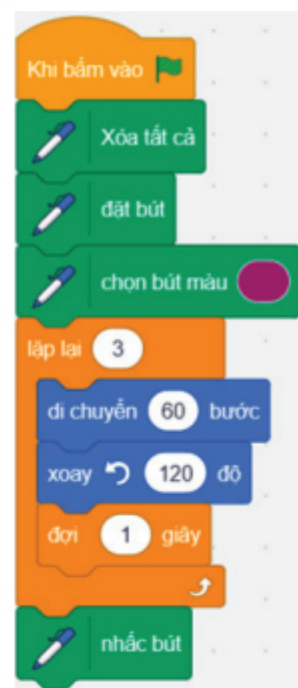 Khi bấm vào
Xóa tất cả
đặt bút
chọn bút màu
lặp lại 3
di chuyển 60 bước
xoay 120 độ
đợi 1 giây
nhấc bút